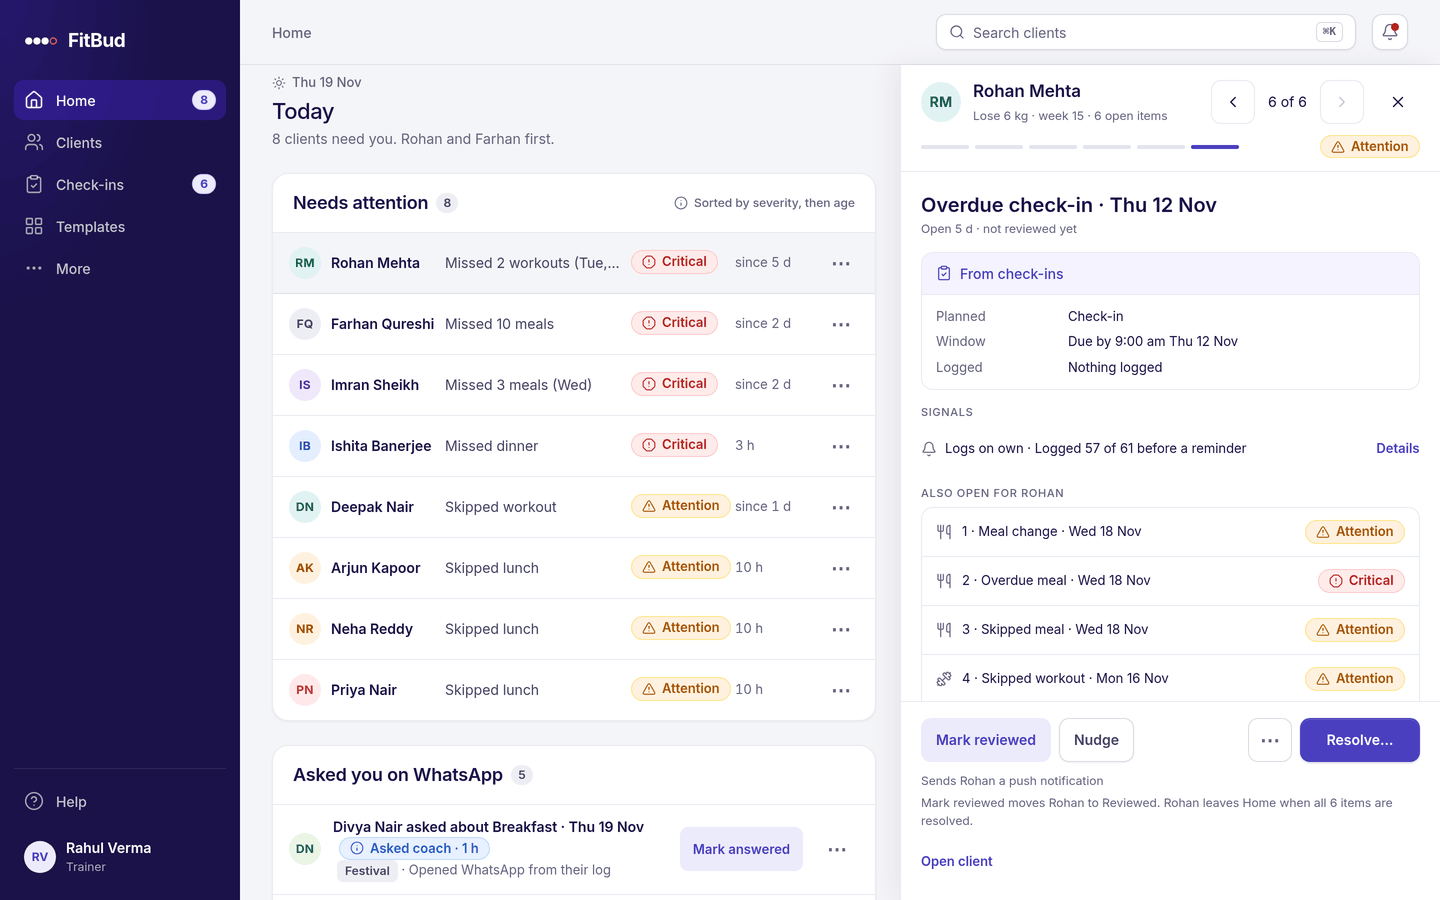 FitBud
Home 8
Clients
Check-ins 6
Templates
More
Help
RV Rahul Verma
Trainer
Home
Search clients ⌘K
Thu 19 Nov
Today
8 clients need you. Rohan and Farhan first.
Needs attention 8
Sorted by severity, then age
RM Rohan Mehta Missed 2 workouts (Tue,... Critical since 5 d
FQ Farhan Qureshi Missed 10 meals Critical since 2 d
IS Imran Sheikh Missed 3 meals (Wed) Critical since 2 d
IB Ishita Banerjee Missed dinner Critical 3 h
DN Deepak Nair Skipped workout Attention since 1 d
AK Arjun Kapoor Skipped lunch Attention 10 h
NR Neha Reddy Skipped lunch Attention 10 h
PN Priya Nair Skipped lunch Attention 10 h
Asked you on WhatsApp 5
DN Divya Nair asked about Breakfast · Thu 19 Nov
Asked coach · 1 h
Festival · Opened WhatsApp from their log
Mark answered
RM Rohan Mehta
Lose 6 kg · week 15 · 6 open items
6 of 6
Attention
Overdue check-in · Thu 12 Nov
Open 5 d · not reviewed yet
From check-ins
Planned Check-in
Window Due by 9:00 am Thu 12 Nov
Logged Nothing logged
SIGNALS
Logs on own · Logged 57 of 61 before a reminder Details
ALSO OPEN FOR ROHAN
1 · Meal change · Wed 18 Nov Attention
2 · Overdue meal · Wed 18 Nov Critical
3 · Skipped meal · Wed 18 Nov Attention
4 · Skipped workout · Mon 16 Nov Attention
Mark reviewed Nudge Resolve...
Sends Rohan a push notification
Mark reviewed moves Rohan to Reviewed. Rohan leaves Home when all 6 items are
resolved.
Open client